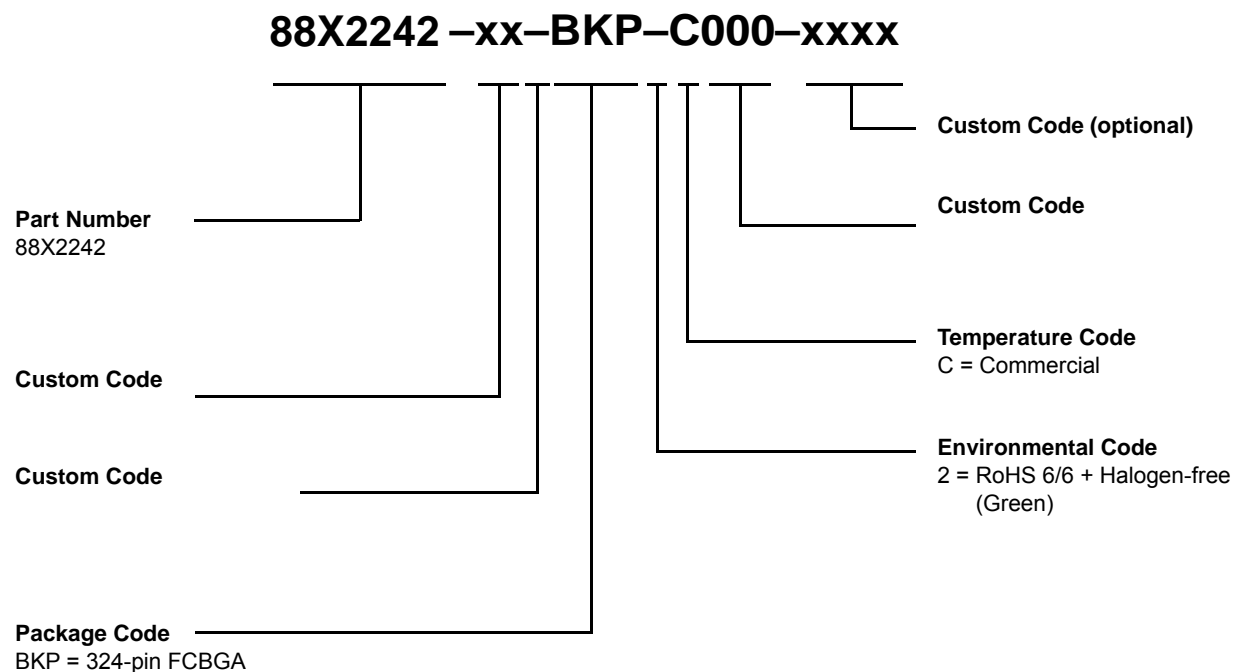 88X2242 –xx–BKP–C000–xxxx
Custom Code (optional)
Part Number
88X2242
Custom Code
Custom Code
Temperature Code
C = Commercial
Custom Code
Environmental Code
2 = RoHS 6/6 + Halogen-free
(Green)
Package Code
BKP = 324-pin FCBGA